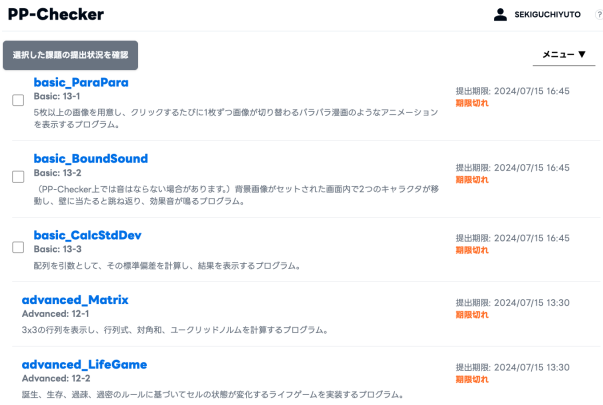 PP-Checker
SEKIGUCHIYUTO ?
選択した課題の提出状況を確認
メニュー ▼
basic_ParaPara
Basic: 13-1
5枚以上の画像を用意し、クリックするたびに1枚ずつ画像が切り替わるパラパラ漫画のようなアニメーション
を表示するプログラム。
提出期限: 2024/07/15 16:45
期限切れ
basic_BoundSound
Basic: 13-2
（PP-Checker上では音はならない場合があります。）背景画像がセットされた画面内で2つのキャラクタが移
動し、壁に当たると跳ね返り、効果音が鳴るプログラム。
提出期限: 2024/07/15 16:45
期限切れ
basic_CalcStdDev
Basic: 13-3
配列を引数として、その標準偏差を計算し、結果を表示するプログラム。
提出期限: 2024/07/15 16:45
期限切れ
advanced_Matrix
Advanced: 12-1
3x3の行列を表示し、行列式、対角和、ユークリッドノルムを計算するプログラム。
提出期限: 2024/07/15 13:30
期限切れ
advanced_LifeGame
Advanced: 12-2
誕生、生存、過疎、過密のルールに基づいてセルの状態が変化するライフゲームを実装するプログラム。
提出期限: 2024/07/15 13:30
期限切れ